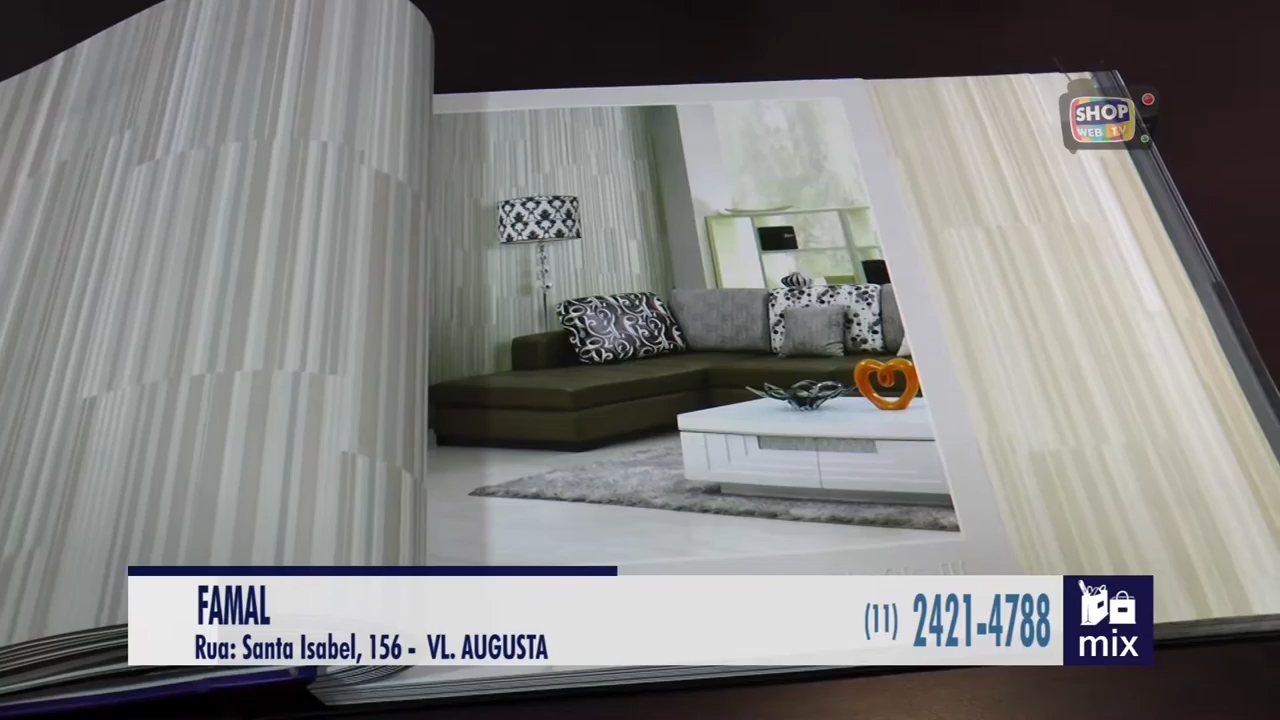 SHOP
WEB TV
FAMAL
Rua: Santa Isabel, 156 - VL. AUGUSTA
(11) 2421-4788
mix